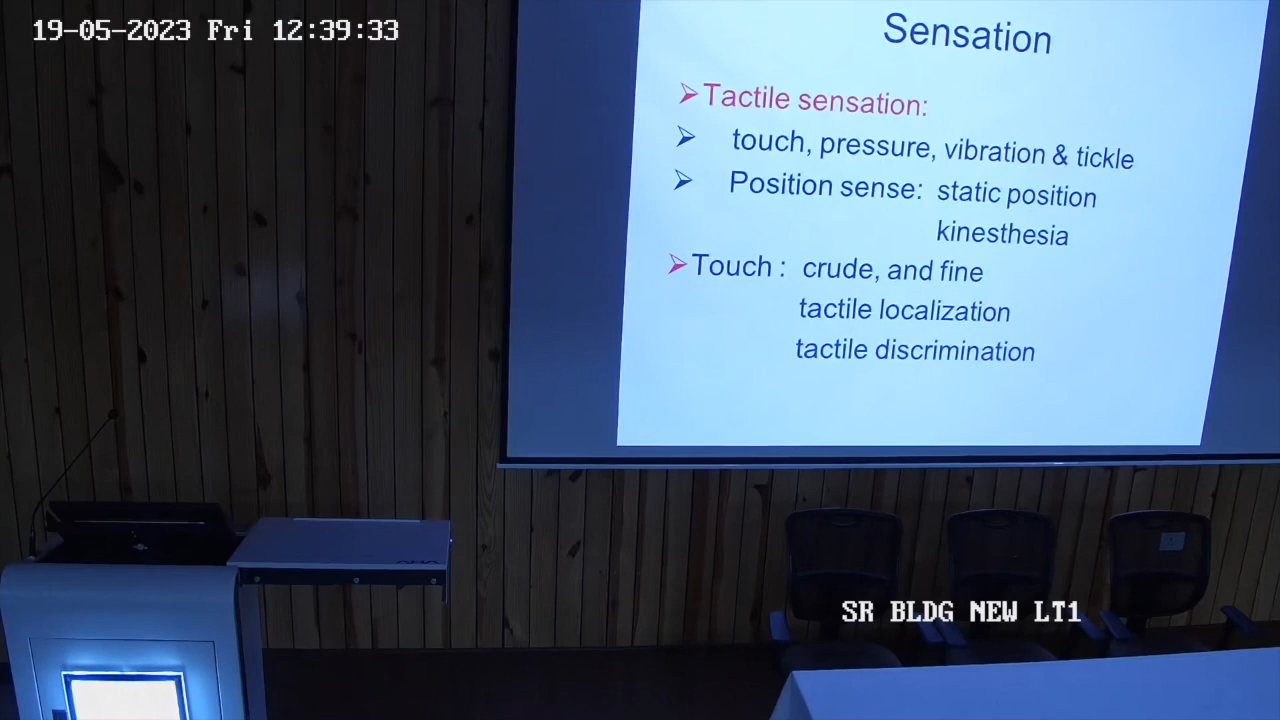 19-05-2023 Fri 12:39:33
Sensation
Tactile sensation:
touch, pressure, vibration & tickle
Position sense: static position
kinesthesia
Touch : crude, and fine
tactile localization
tactile discrimination
SR BLDG NEW LT1